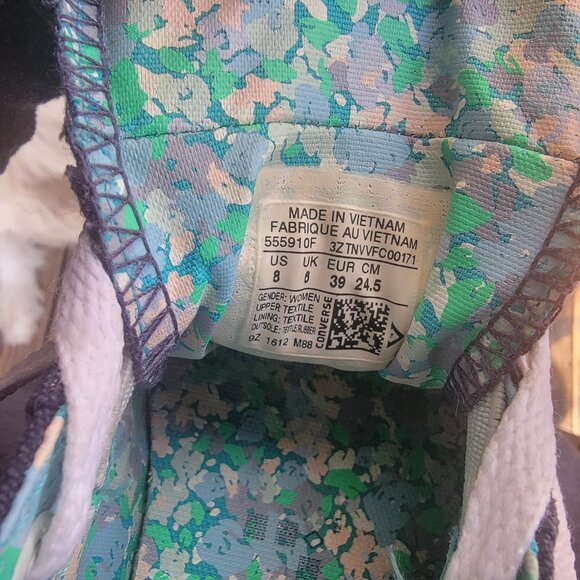 MADE IN VIETNAM
FABRIQUE AU VIETNAM
555910F 3ZTNVVFC00171
US UK EUR CM
8 6 39 24.5
GENDER: WOMEN
UPPER: TEXTILE
LINING: TEXTILE
OUTSOLE: TEXTILE/RUBBER
9Z 1612 M88
CONVERSE